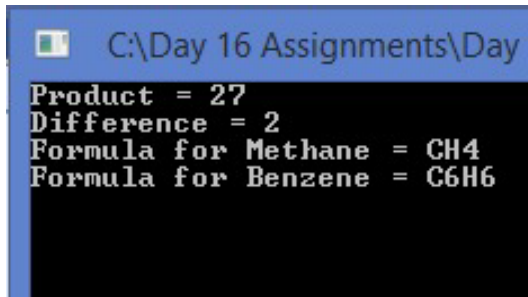 C:\Day 16 Assignments\Day
Product = 27
Difference = 2
Formula for Methane = CH4
Formula for Benzene = C6H6